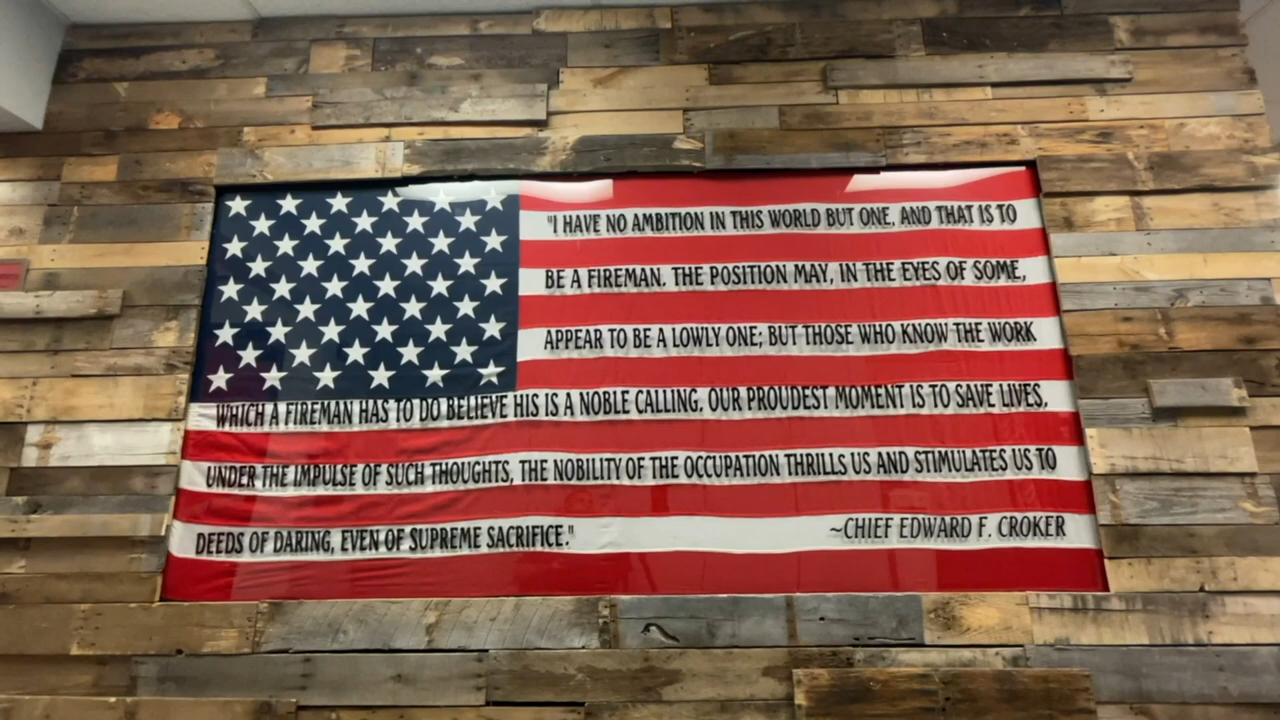 "I HAVE NO AMBITION IN THIS WORLD BUT ONE, AND THAT IS TO
BE A FIREMAN. THE POSITION MAY, IN THE EYES OF SOME,
APPEAR TO BE A LOWLY ONE; BUT THOSE WHO KNOW THE WORK
WHICH A FIREMAN HAS TO DO BELIEVE HIS IS A NOBLE CALLING. OUR PROUDEST MOMENT IS TO SAVE LIVES.
UNDER THE IMPULSE OF SUCH THOUGHTS, THE NOBILITY OF THE OCCUPATION THRILLS US AND STIMULATES US TO
DEEDS OF DARING, EVEN OF SUPREME SACRIFICE."
~CHIEF EDWARD F. CROKER